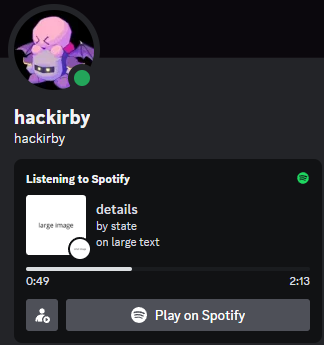 hackirby
hackirby
Listening to Spotify
large image
details
by state
on large text
0:49 2:13
Play on Spotify